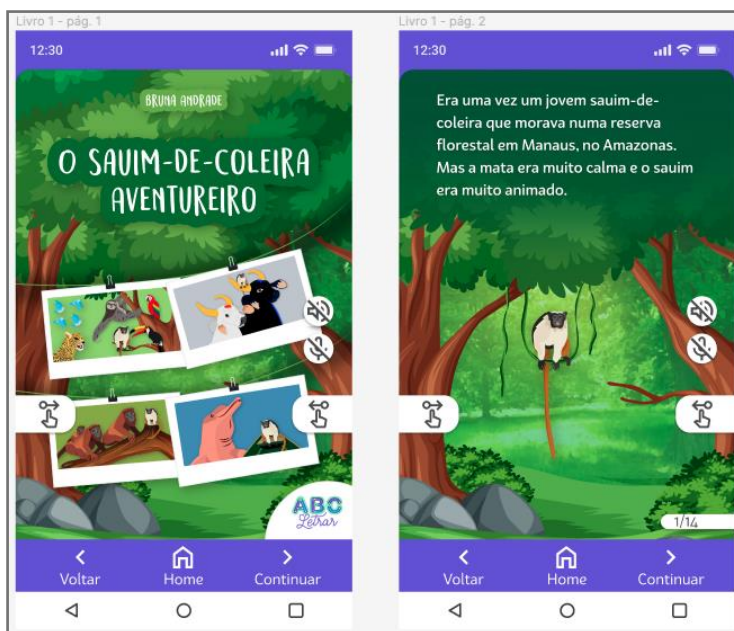 Livro 1 - pág. 1
12:30
BRUNA ANDRADE
O SAUIM-DE-COLEIRA
AVENTUREIRO
ABC
Letrar
Voltar
Home
Continuar
Livro 1 - pág. 2
12:30
Era uma vez um jovem sauim-de-
coleira que morava numa reserva
florestal em Manaus, no Amazonas.
Mas a mata era muito calma e o sauim
era muito animado.
1/14
Voltar
Home
Continuar